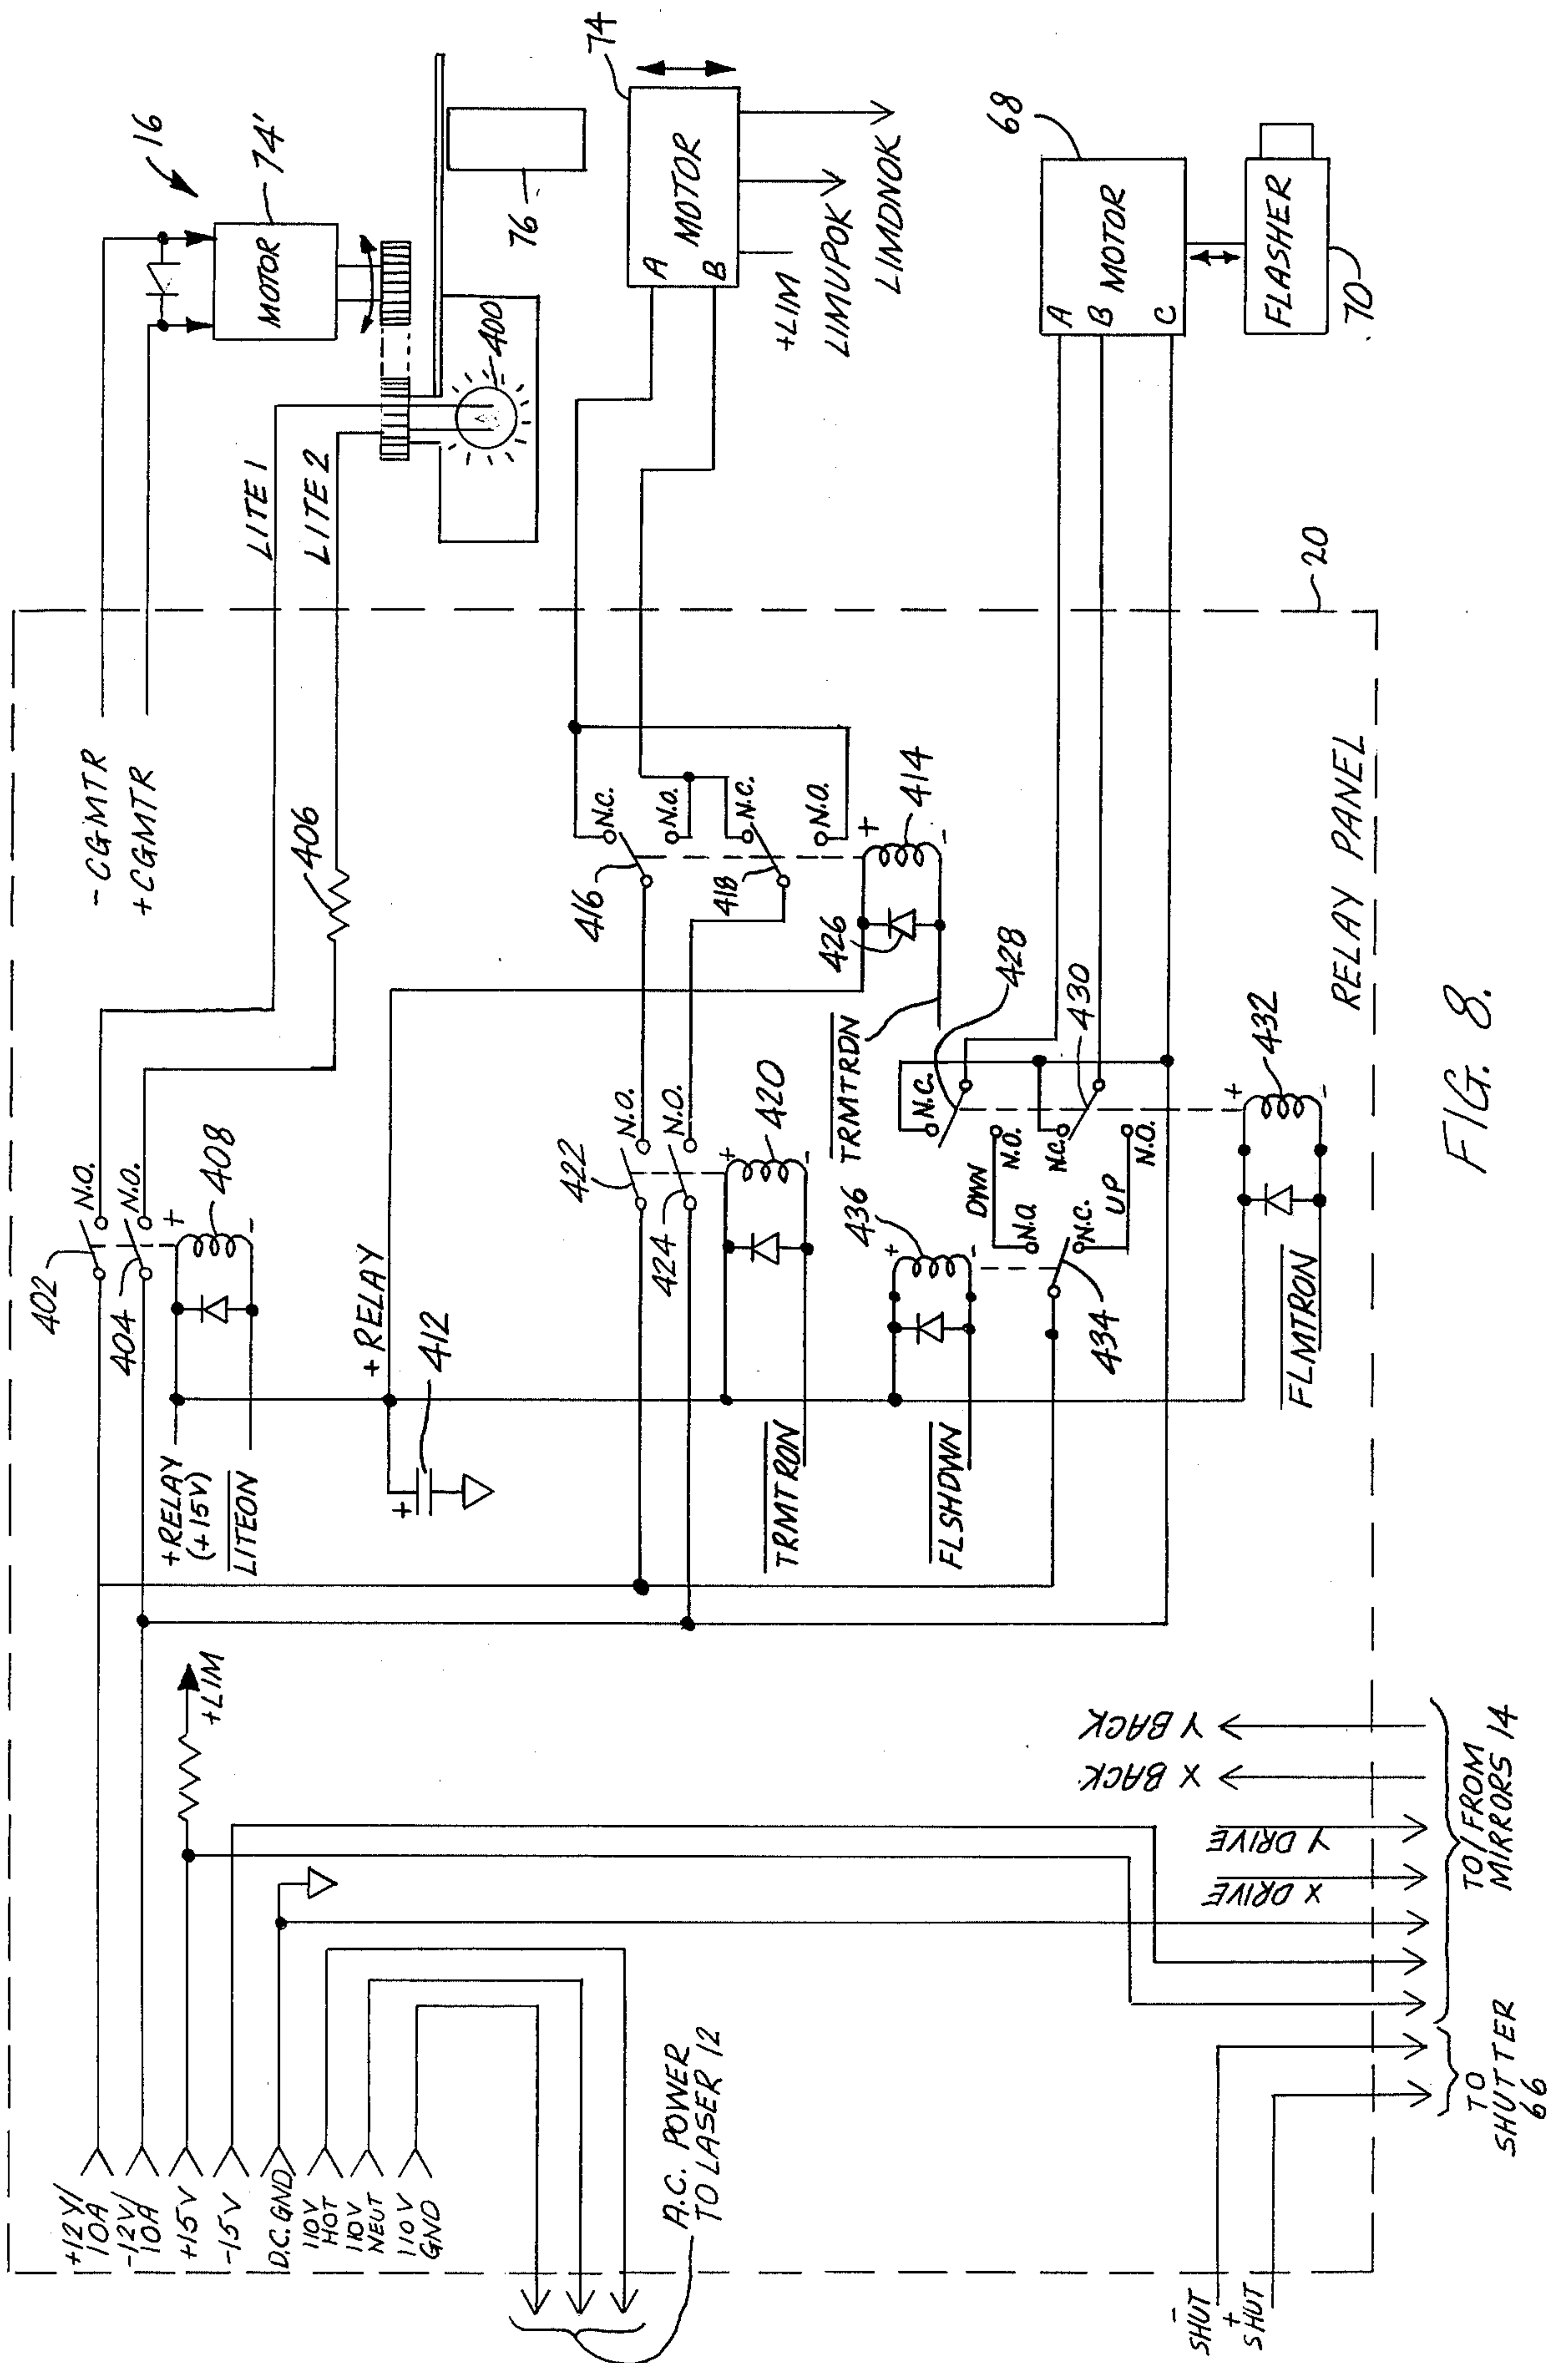 16
74'
MOTOR
76
400
LITE 1
LITE 2
-CGMTR
+CGMTR
406
74
A
B
MOTOR
+LIM
LIMUPOK
LIMDNOK
68
A
B
C
MOTOR
FLASHER
70
20
402
404
N.O.
N.O.
+
408
-
+RELAY
(+15V)
LITEON
+RELAY
+
412
416
418
N.C.
N.O.
N.C.
N.O.
+
414
-
426
TRMTRDN
422
424
N.O.
N.O.
+
420
-
TRMTRON
436
+
-
FLSHDWN
434
N.O.
N.C.
DWN
UP
N.C.
N.O.
N.C.
N.O.
428
430
+
432
-
FLMTRON
RELAY PANEL
+12V/
10A
-12V/
10A
+15V
-15V
D.C. GND
110V
HOT
110V
NEUT
110V
GND
+LIM
A.C. POWER
TO LASER 12
X DRIVE
Y DRIVE
X BACK
Y BACK
-
SHUT
+
SHUT
TO
SHUTTER
66
TO/FROM
MIRRORS 14
FIG. 8.